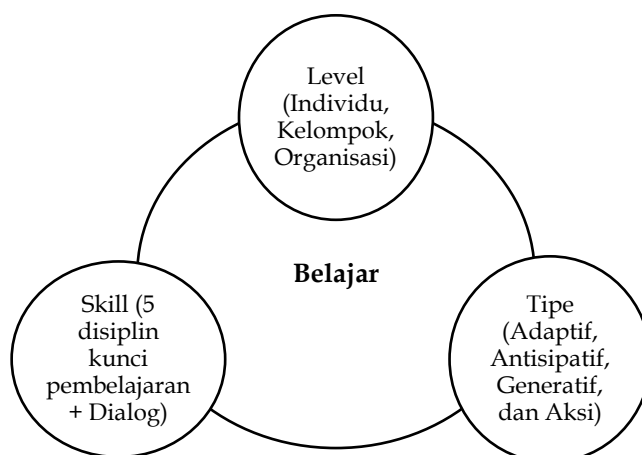 Level
(Individu,
Kelompok,
Organisasi)
Belajar
Skill (5
disiplin
kunci
pembelajaran
+ Dialog)
Tipe
(Adaptif,
Antisipatif,
Generatif,
dan Aksi)